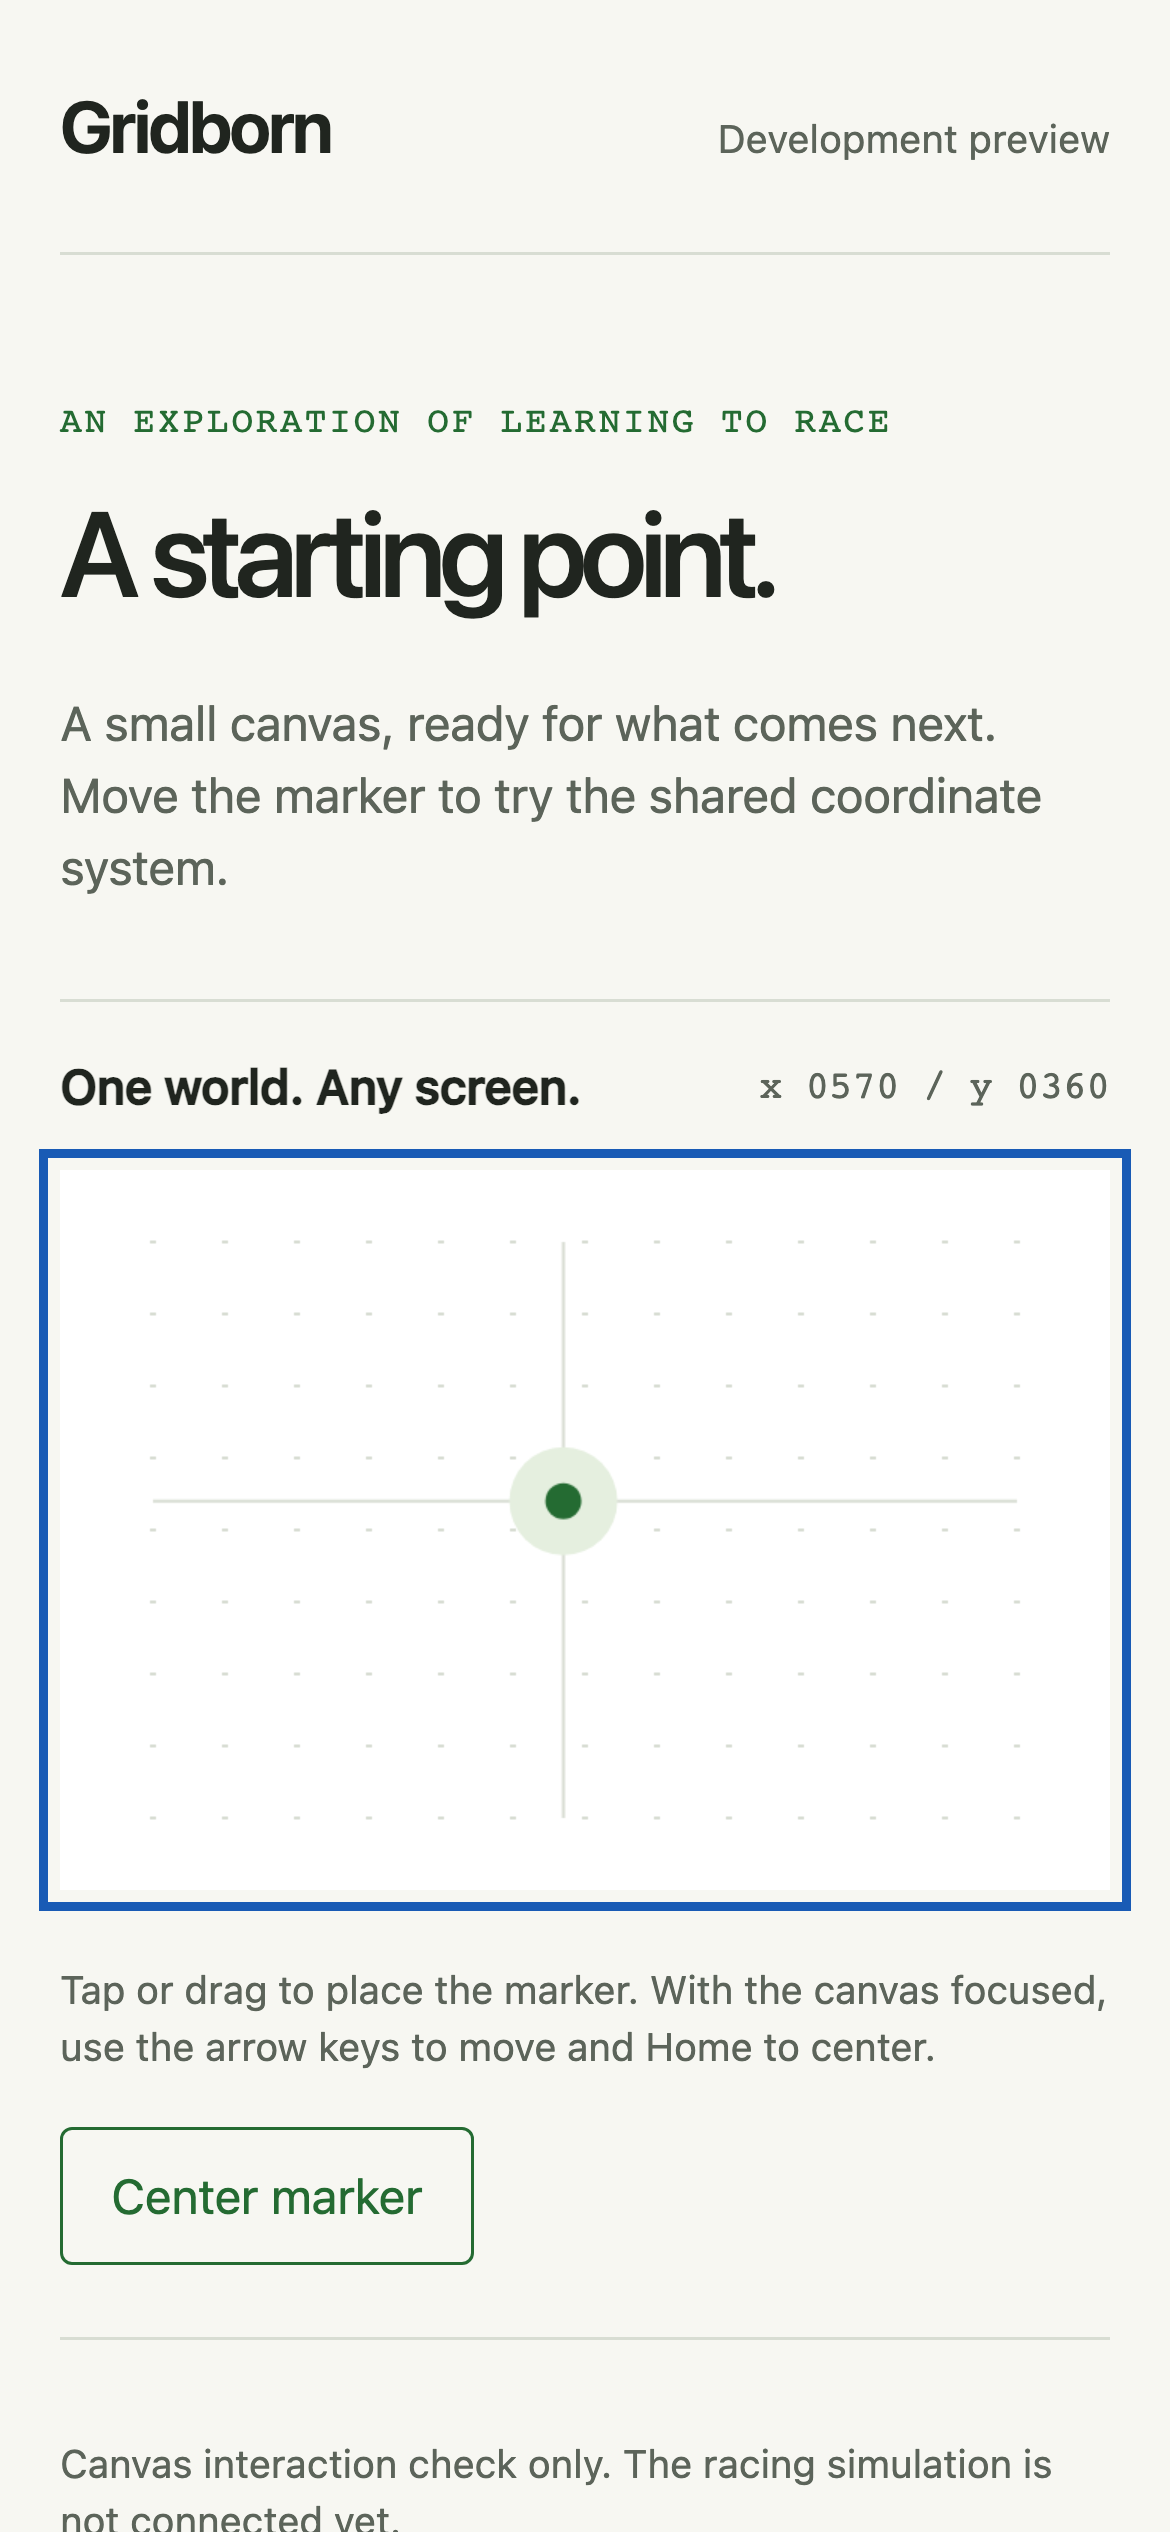 Gridborn
Development preview
AN EXPLORATION OF LEARNING TO RACE
A starting point.
A small canvas, ready for what comes next.
Move the marker to try the shared coordinate
system.
One world. Any screen.
x 0570 / y 0360
Tap or drag to place the marker. With the canvas focused,
use the arrow keys to move and Home to center.
Center marker
Canvas interaction check only. The racing simulation is
not connected yet.